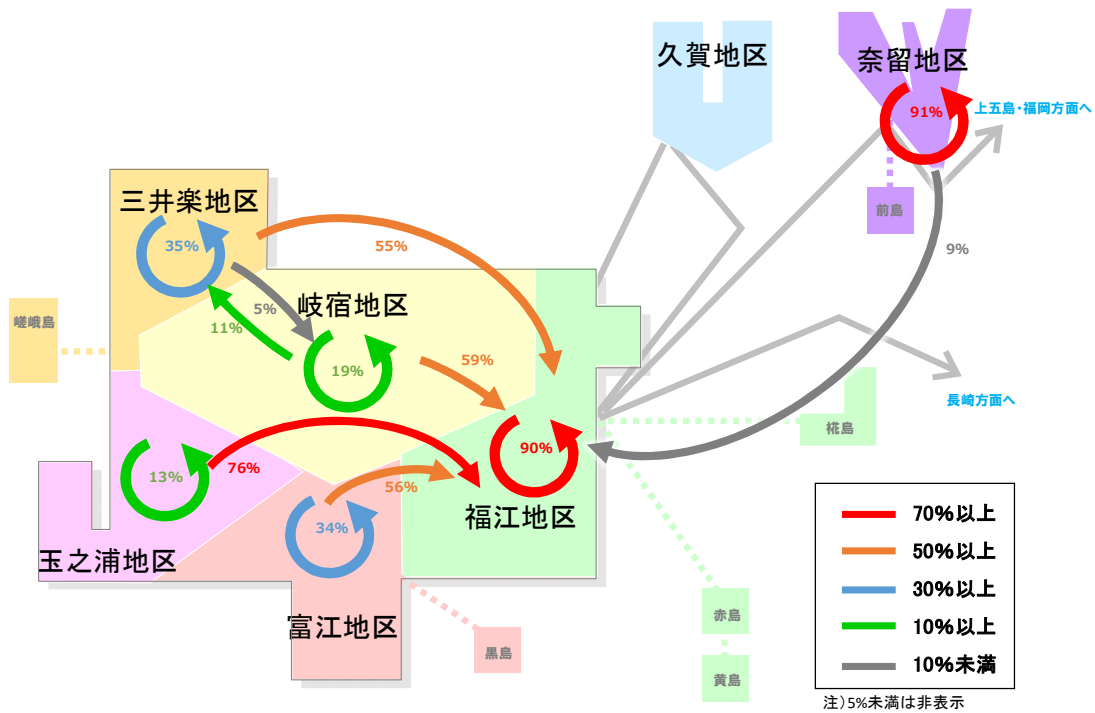 久賀地区
奈留地区
91%
上五島・福岡方面へ
前島
9%
三井楽地区
35%
55%
5%
11%
岐宿地区
嵯峨島
19%
59%
長崎方面へ
椛島
76%
13%
90%
56%
34%
福江地区
玉之浦地区
富江地区
黒島
赤島
黄島
70%以上
50%以上
30%以上
10%以上
10%未満
注)5%未満は非表示